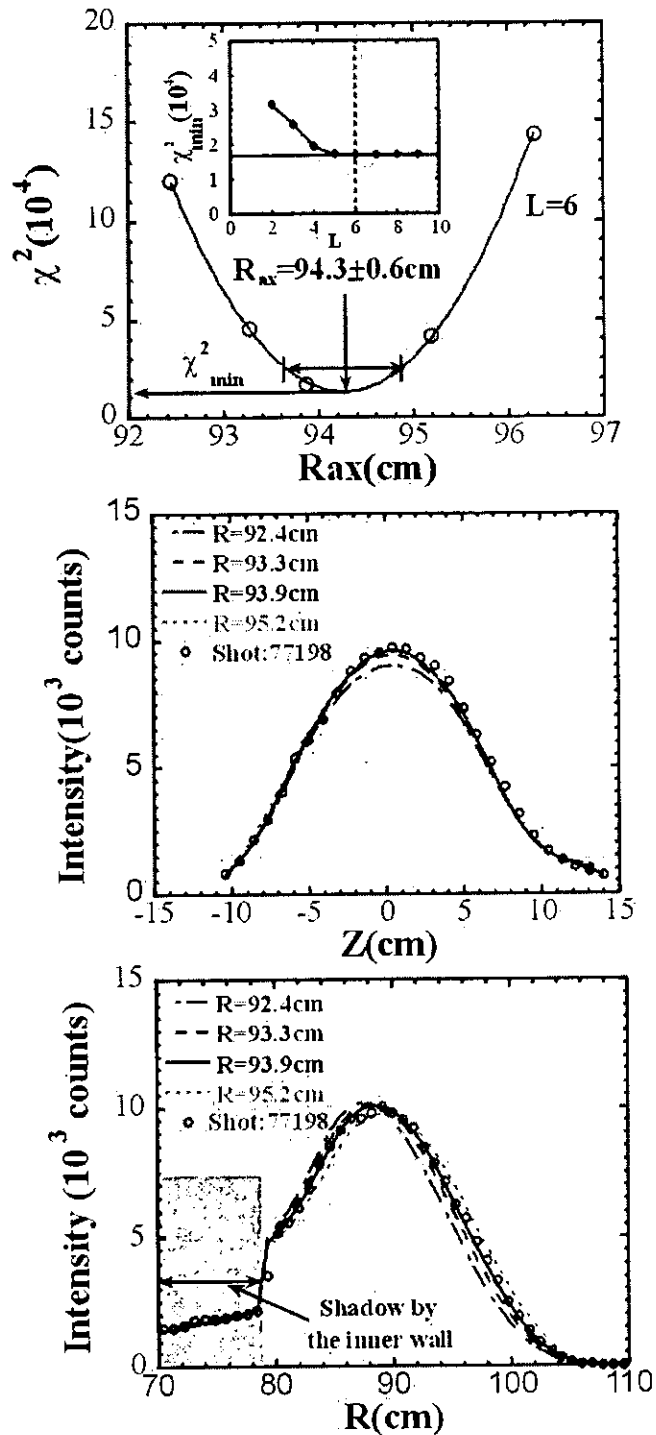 20
15
10
5
0
χ²(10⁴)
5
4
3
2
1
0
χ²min(10⁴)
0 2 4 6 8 10
L
L=6
Rax=94.3±0.6cm
χ²min
92 93 94 95 96 97
Rax(cm)
15
10
5
0
Intensity(10³ counts)
R=92.4cm
R=93.3cm
R=93.9cm
R=95.2cm
Shot:77198
-15 -10 -5 0 5 10 15
Z(cm)
15
10
5
0
Intensity (10³ counts)
R=92.4cm
R=93.3cm
R=93.9cm
R=95.2cm
Shot:77198
Shadow by
the inner wall
70 80 90 100 110
R(cm)